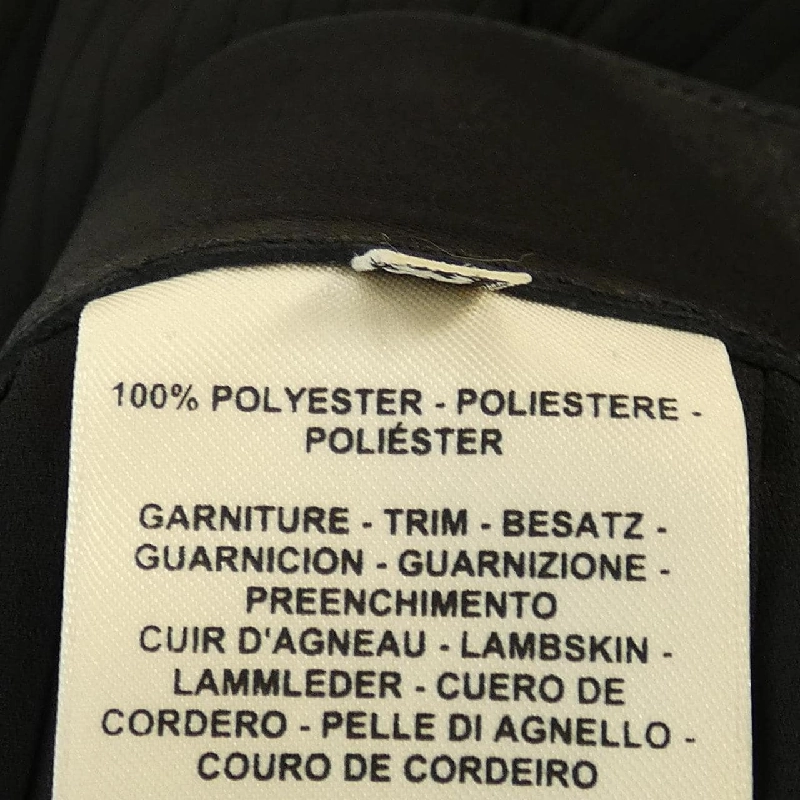 100% POLYESTER - POLIESTERE -
POLIÉSTER
GARNITURE - TRIM - BESATZ -
GUARNICION - GUARNIZIONE -
PREENCHIMENTO
CUIR D'AGNEAU - LAMBSKIN -
LAMMLEDER - CUERO DE
CORDERO - PELLE DI AGNELLO -
COURO DE CORDEIRO